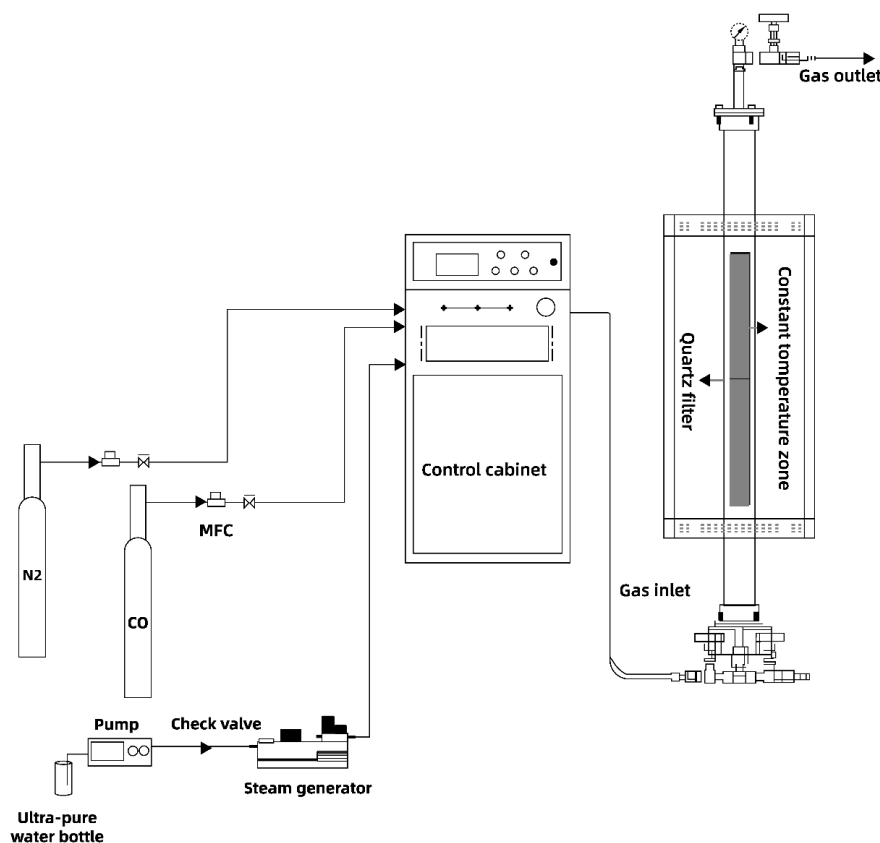 Gas outlet
Constant tomperature zone
Quartz filter
Control cabinet
MFC
N2
CO
Gas inlet
Pump
Check valve
Steam generator
Ultra-pure
water bottle